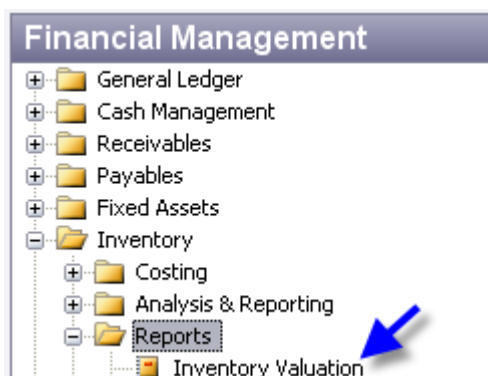 Financial Management
General Ledger
Cash Management
Receivables
Payables
Fixed Assets
Inventory
Costing
Analysis & Reporting
Reports
Inventory Valuation